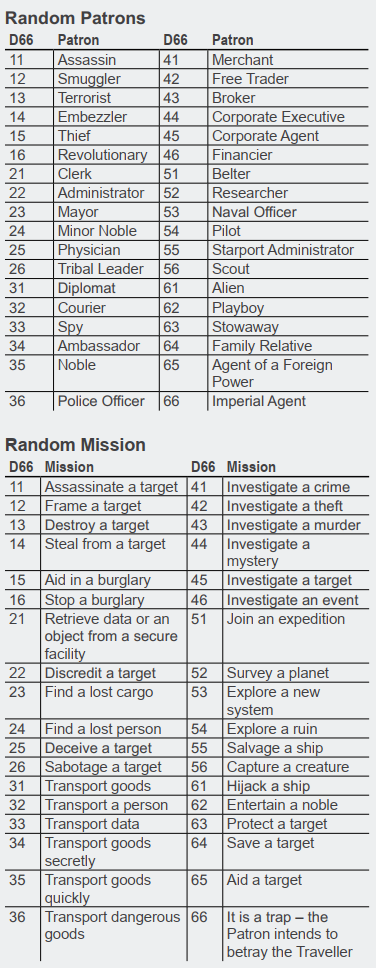 Random Patrons
D66 Patron D66 Patron
11 Assassin 41 Merchant
12 Smuggler 42 Free Trader
13 Terrorist 43 Broker
14 Embezzler 44 Corporate Executive
15 Thief 45 Corporate Agent
16 Revolutionary 46 Financier
21 Clerk 51 Belter
22 Administrator 52 Researcher
23 Mayor 53 Naval Officer
24 Minor Noble 54 Pilot
25 Physician 55 Starport Administrator
26 Tribal Leader 56 Scout
31 Diplomat 61 Alien
32 Courier 62 Playboy
33 Spy 63 Stowaway
34 Ambassador 64 Family Relative
35 Noble 65 Agent of a Foreign
Power
36 Police Officer 66 Imperial Agent
Random Mission
D66 Mission D66 Mission
11 Assassinate a target 41 Investigate a crime
12 Frame a target 42 Investigate a theft
13 Destroy a target 43 Investigate a murder
14 Steal from a target 44 Investigate a
mystery
15 Aid in a burglary 45 Investigate a target
16 Stop a burglary 46 Investigate an event
21 Retrieve data or an 51 Join an expedition
object from a secure
facility
22 Discredit a target 52 Survey a planet
23 Find a lost cargo 53 Explore a new
system
24 Find a lost person 54 Explore a ruin
25 Deceive a target 55 Salvage a ship
26 Sabotage a target 56 Capture a creature
31 Transport goods 61 Hijack a ship
32 Transport a person 62 Entertain a noble
33 Transport data 63 Protect a target
34 Transport goods 64 Save a target
secretly
35 Transport goods 65 Aid a target
quickly
36 Transport dangerous 66 It is a trap – the
goods Patron intends to
betray the Traveller